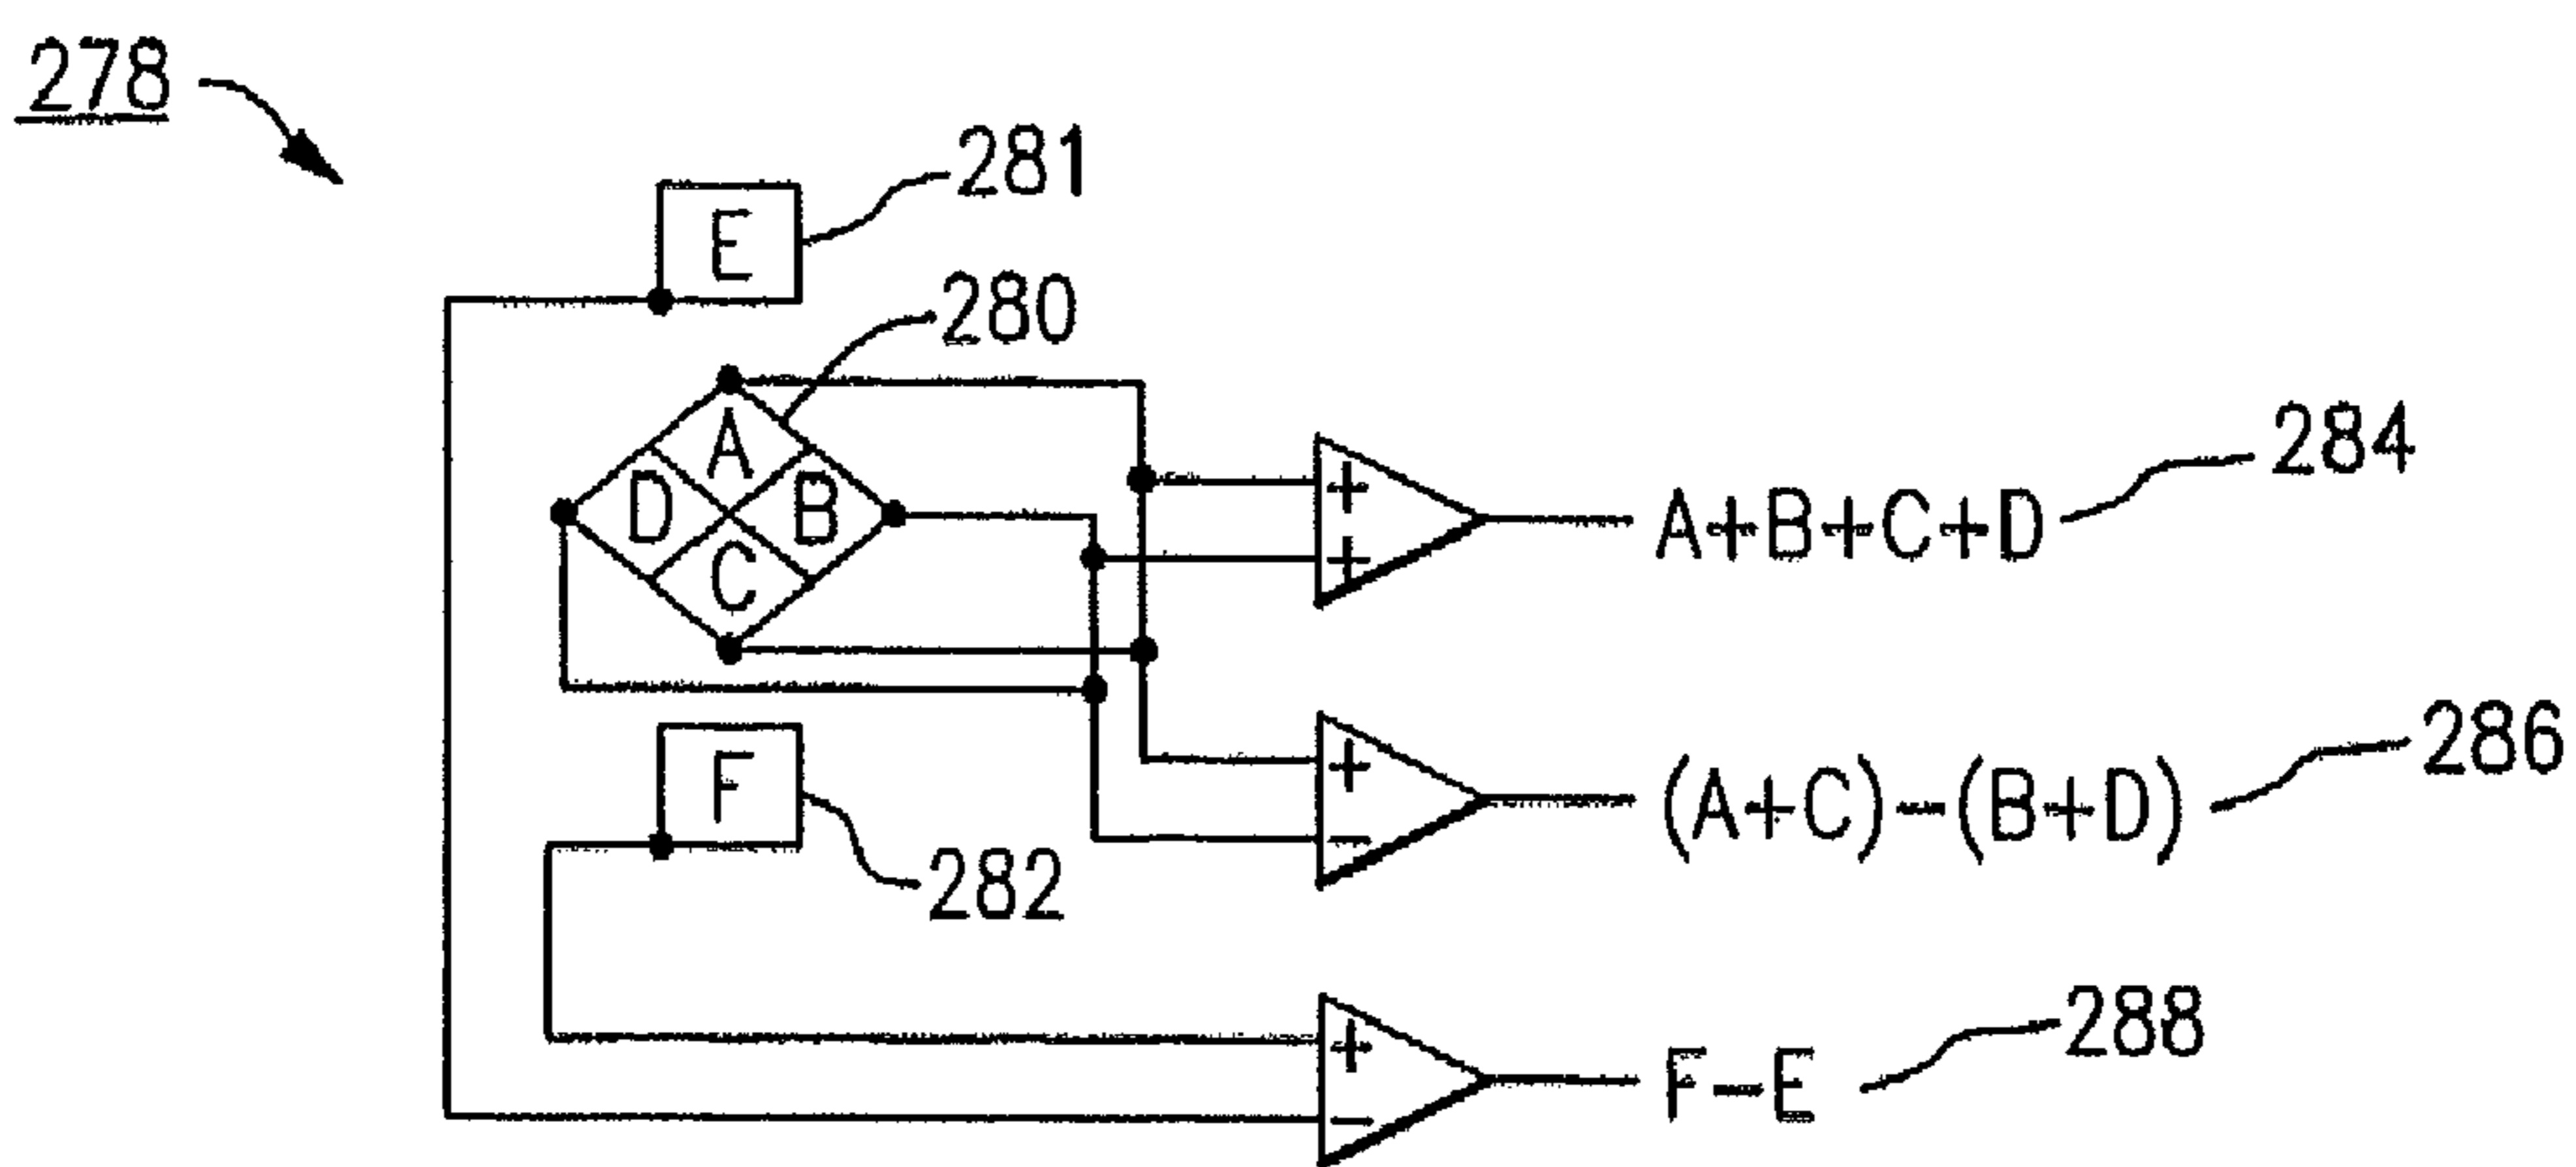 278
281
E
280
A
D
B
C
+
+
A+B+C+D
284
F
282
+
-
(A+C)-(B+D)
286
+
-
F-E
288